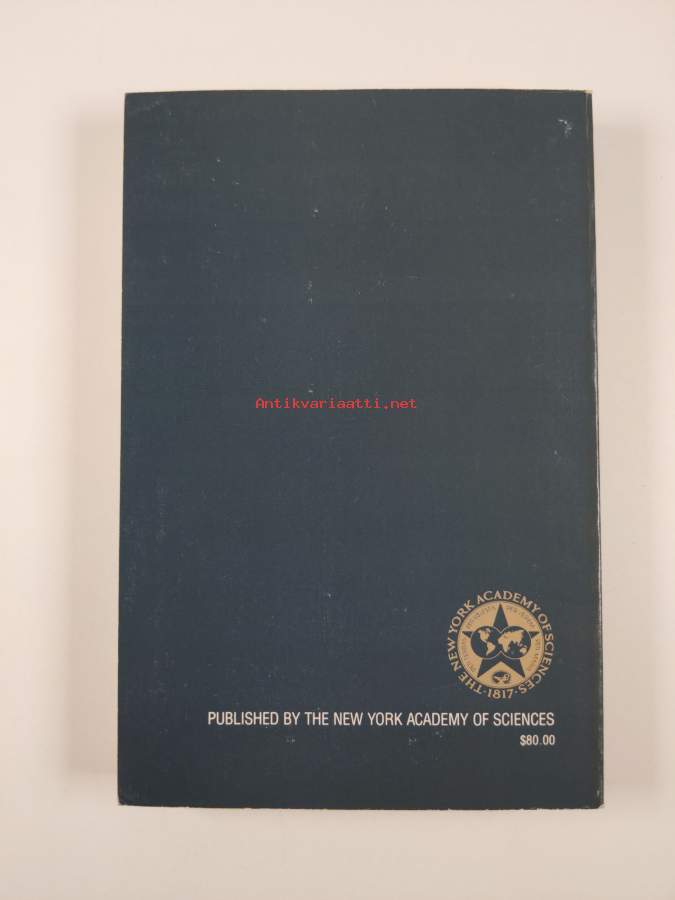 Antikvariaatti.net
THE NEW YORK ACADEMY OF SCIENCES
·1817·
PUBLISHED BY THE NEW YORK ACADEMY OF SCIENCES
$80.00